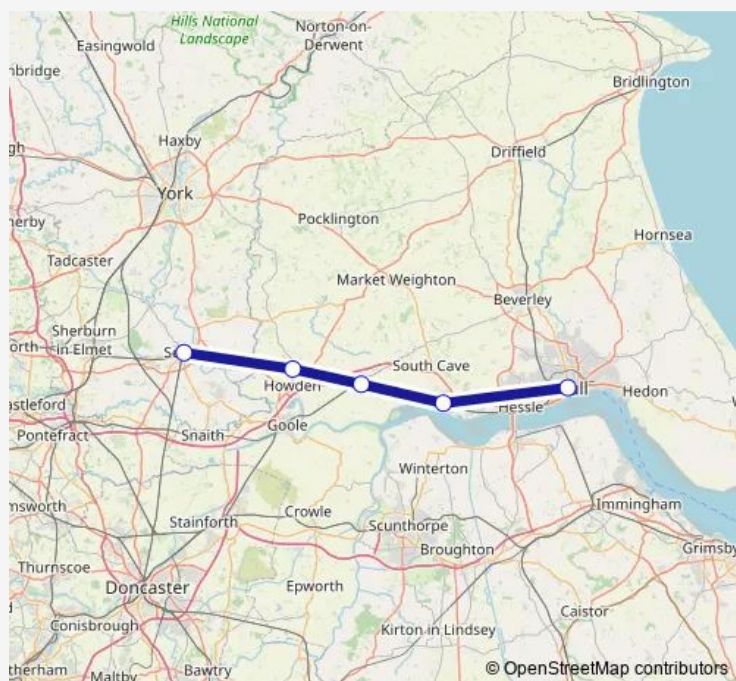 Hills National
Landscape
Norton-on-
Derwent
Easingwold
Bridlington
Haxby
Driffield
York
Pocklington
Hornsea
Tadcaster
Market Weighton
Beverley
Sherburn
in Elmet
South Cave
Howden
Hedon
Hessle
Goole
Pontefract
Snaith
Winterton
Crowle
Immingham
Stainforth
Scunthorpe
Broughton
Grimsby
Thurnscoe
Doncaster
Epworth
Caistor
Conisbrough
Kirton in Lindsey
Maltby
Bawtry
© OpenStreetMap contributors